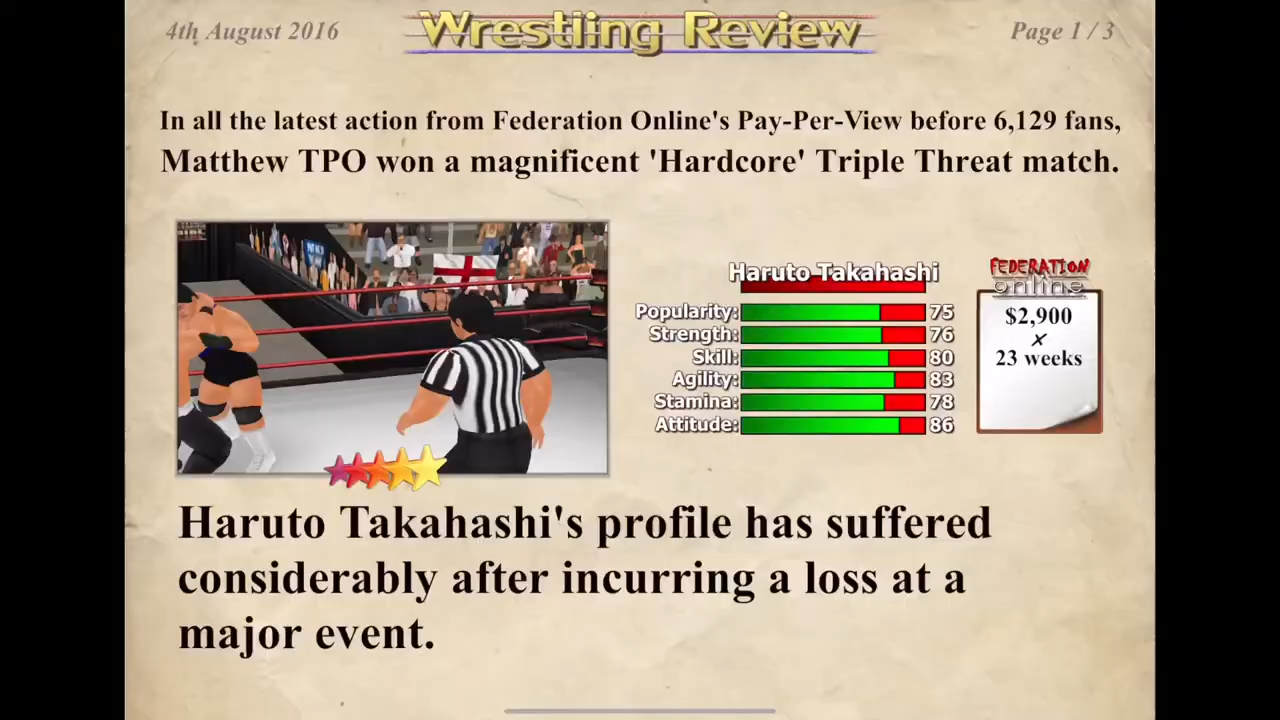 4th August 2016
Wrestling Review
Page 1 / 3
In all the latest action from Federation Online's Pay-Per-View before 6,129 fans,
Matthew TPO won a magnificent 'Hardcore' Triple Threat match.
Haruto Takahashi
Popularity: 75
Strength: 76
Skill: 80
Agility: 83
Stamina: 78
Attitude: 86
FEDERATION
online
$2,900
x
23 weeks
Haruto Takahashi's profile has suffered
considerably after incurring a loss at a
major event.